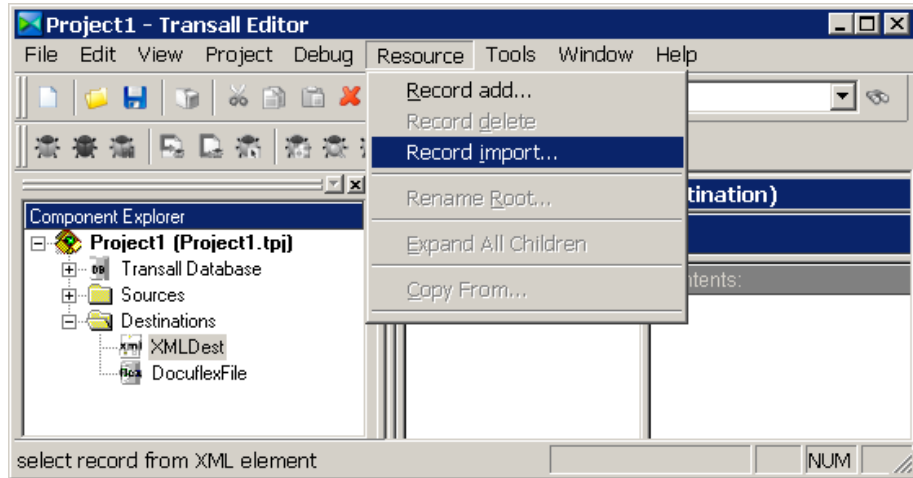 Project1 - Transall Editor
File Edit View Project Debug Resource Tools Window Help
Record add...
Record delete
Record import...
Rename Root...
Expand All Children
Copy From...
tination)
ntents:
Component Explorer
Project1 (Project1.tpj)
Transall Database
Sources
Destinations
XMLDest
DocuflexFile
select record from XML element
NUM